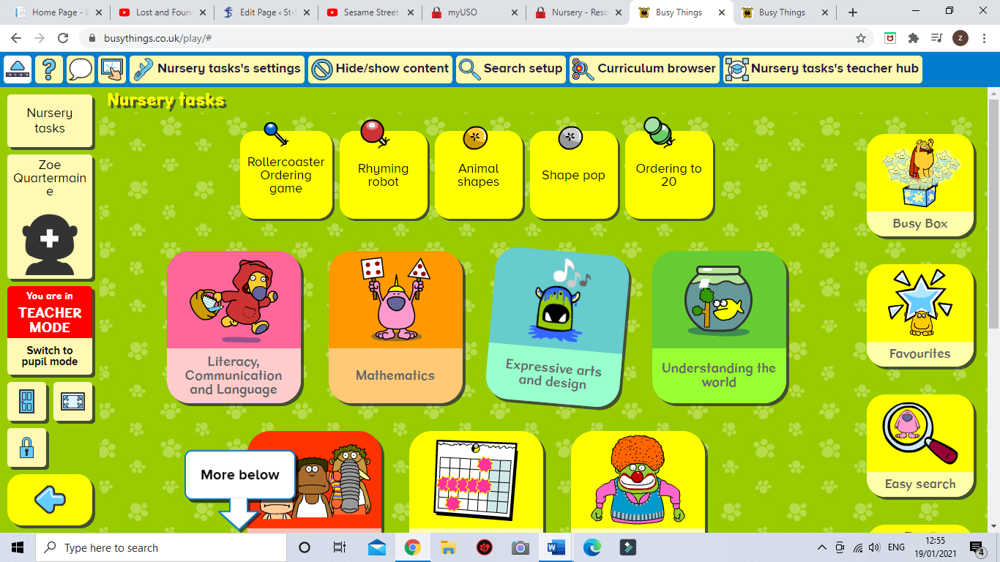 Home Page - L
Lost and Foun
Edit Page ‹ St-S
Sesame Street
myUSO
Nursery - Reso
Busy Things
Busy Things
busythings.co.uk/play/#
z
Nursery tasks's settings
Hide/show content
Search setup
Curriculum browser
Nursery tasks's teacher hub
Nursery
tasks
Nursery tasks
Zoe
Quartermain
e
You are in
TEACHER
MODE
Switch to
pupil mode
Rollercoaster
Ordering
game
Rhyming
robot
Animal
shapes
Shape pop
Ordering to
20
Busy Box
Literacy,
Communication
and Language
Mathematics
Expressive arts
and design
Understanding the
world
Favourites
Easy search
More below
Type here to search
ENG
12:55
19/01/2021
4